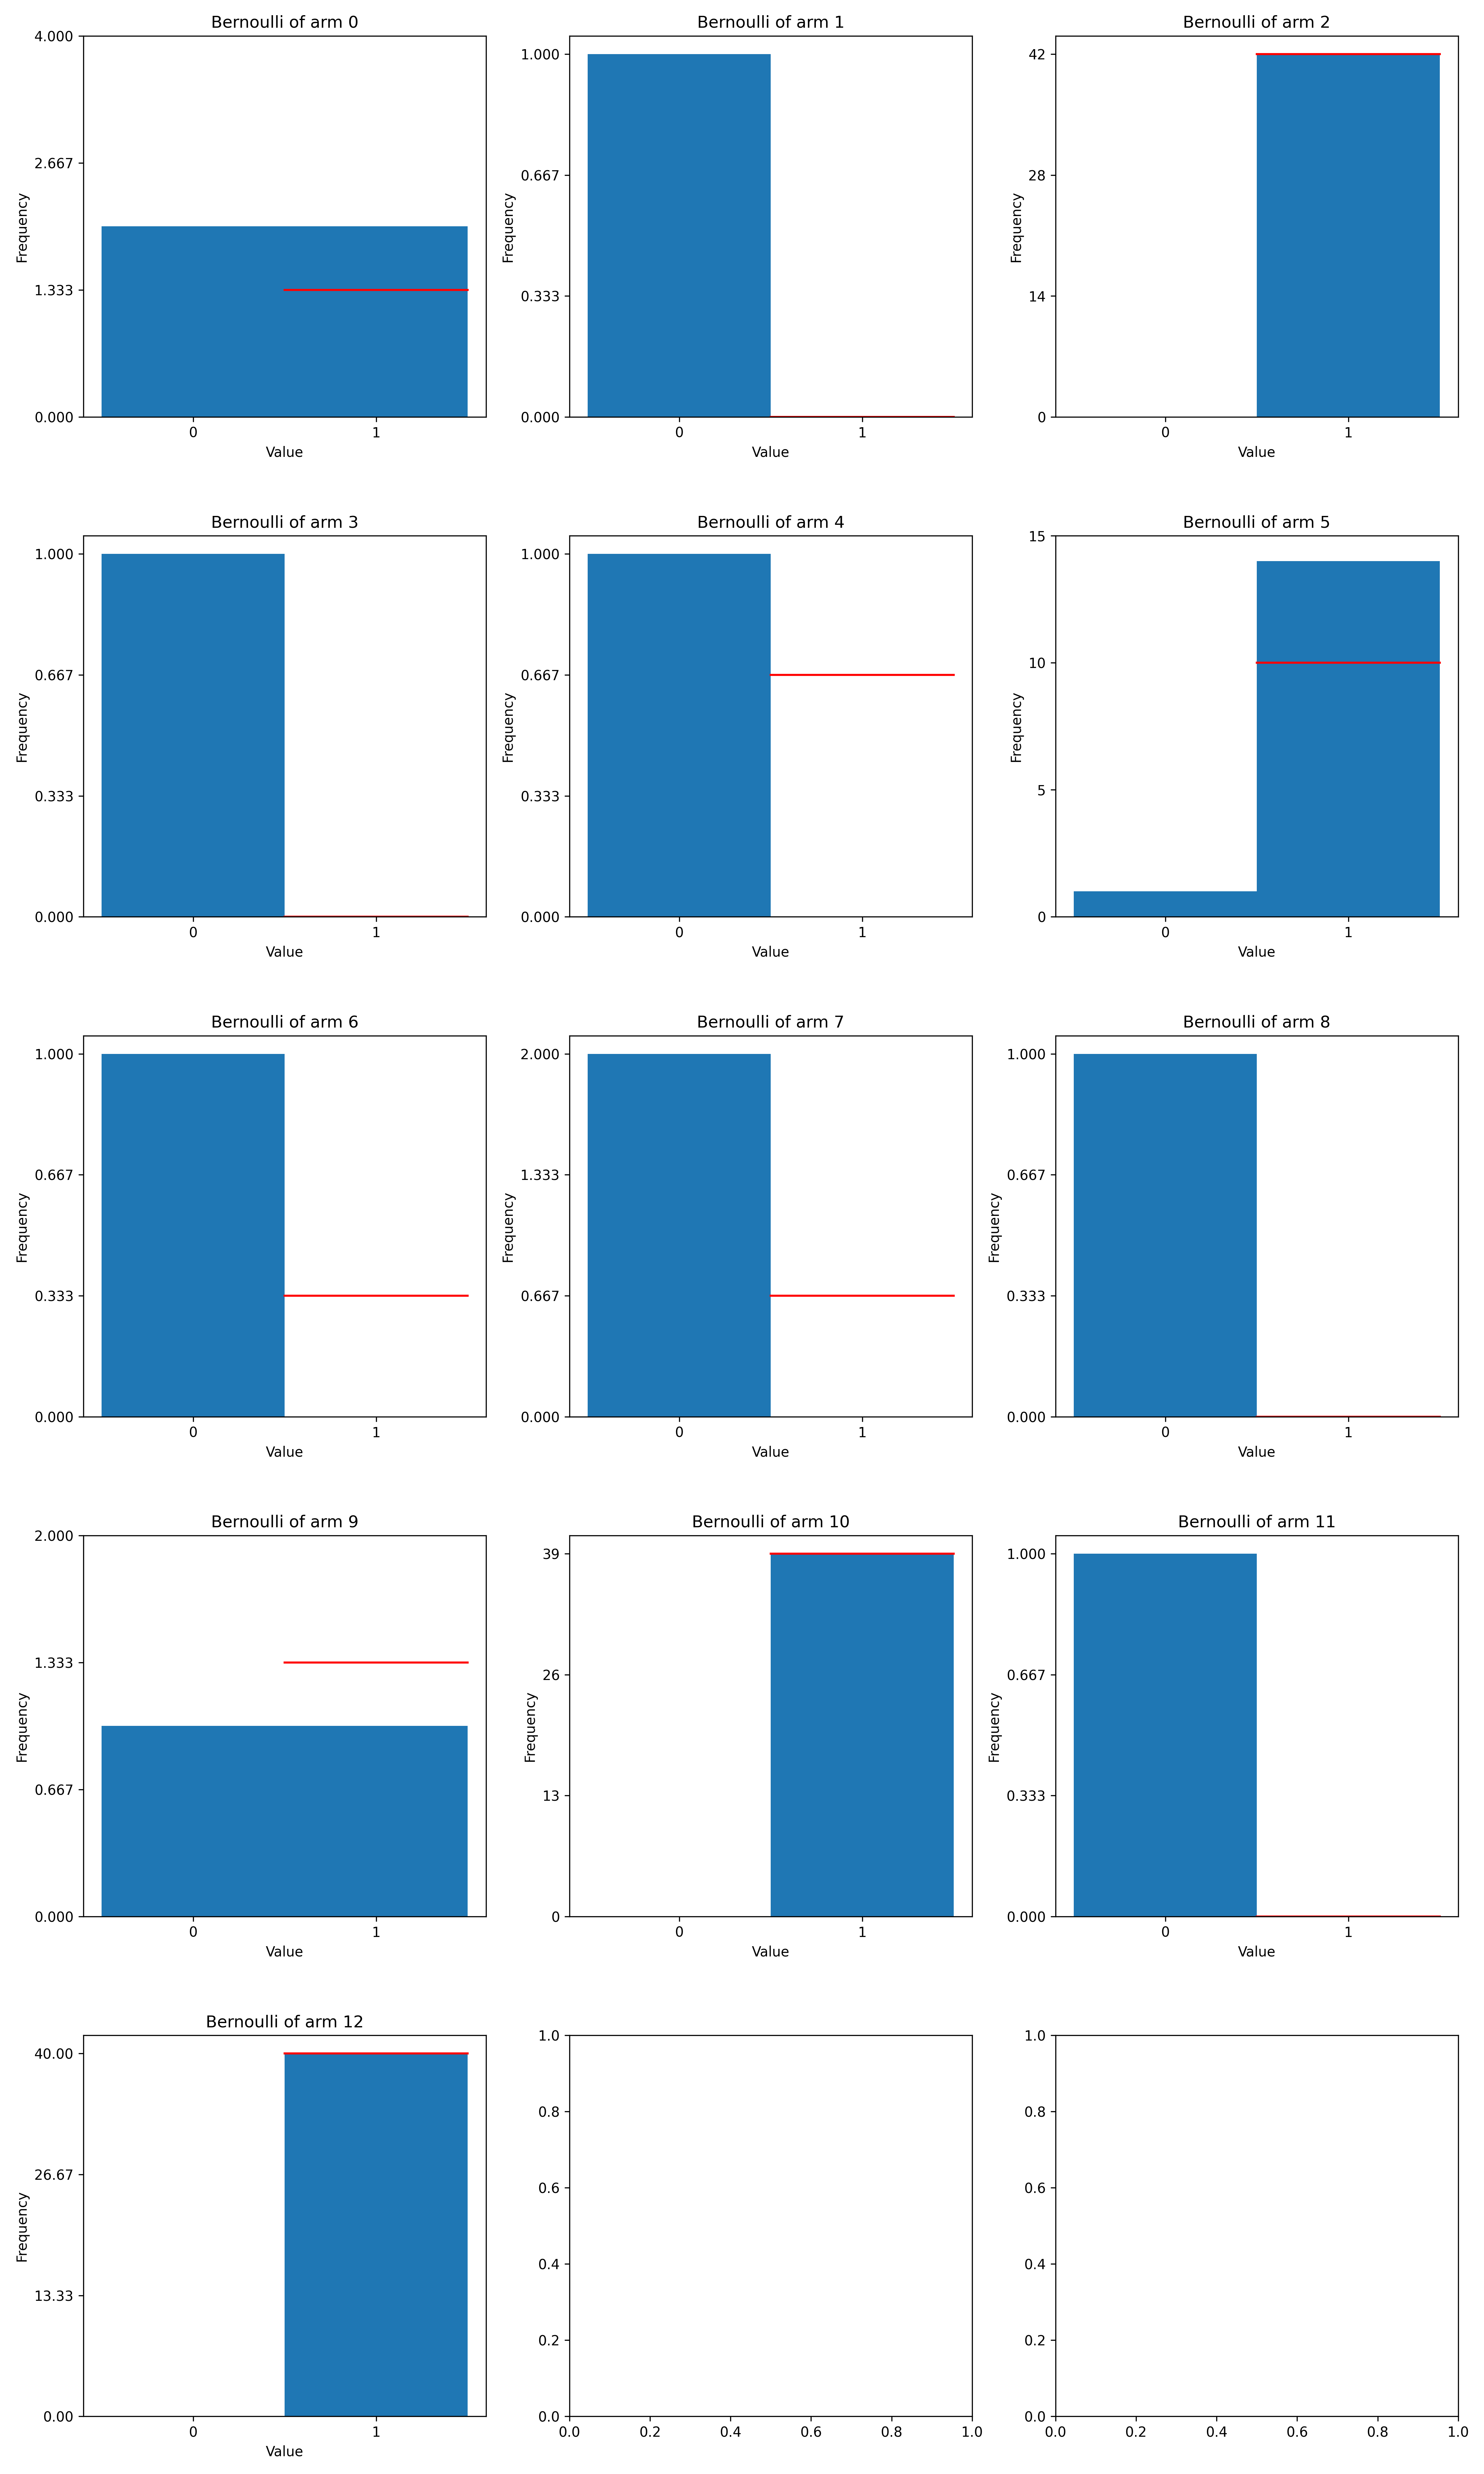 Bernoulli of arm 0
4.000
2.667
1.333
0.000
Frequency
0 1
Value
Bernoulli of arm 1
1.000
0.667
0.333
0.000
Frequency
0 1
Value
Bernoulli of arm 2
42
28
14
0
Frequency
0 1
Value
Bernoulli of arm 3
1.000
0.667
0.333
0.000
Frequency
0 1
Value
Bernoulli of arm 4
1.000
0.667
0.333
0.000
Frequency
0 1
Value
Bernoulli of arm 5
15
10
5
0
Frequency
0 1
Value
Bernoulli of arm 6
1.000
0.667
0.333
0.000
Frequency
0 1
Value
Bernoulli of arm 7
2.000
1.333
0.667
0.000
Frequency
0 1
Value
Bernoulli of arm 8
1.000
0.667
0.333
0.000
Frequency
0 1
Value
Bernoulli of arm 9
2.000
1.333
0.667
0.000
Frequency
0 1
Value
Bernoulli of arm 10
39
26
13
0
Frequency
0 1
Value
Bernoulli of arm 11
1.000
0.667
0.333
0.000
Frequency
0 1
Value
Bernoulli of arm 12
40.00
26.67
13.33
0.00
Frequency
0 1
Value
1.0
0.8
0.6
0.4
0.2
0.0
0.0 0.2 0.4 0.6 0.8 1.0
1.0
0.8
0.6
0.4
0.2
0.0
0.0 0.2 0.4 0.6 0.8 1.0